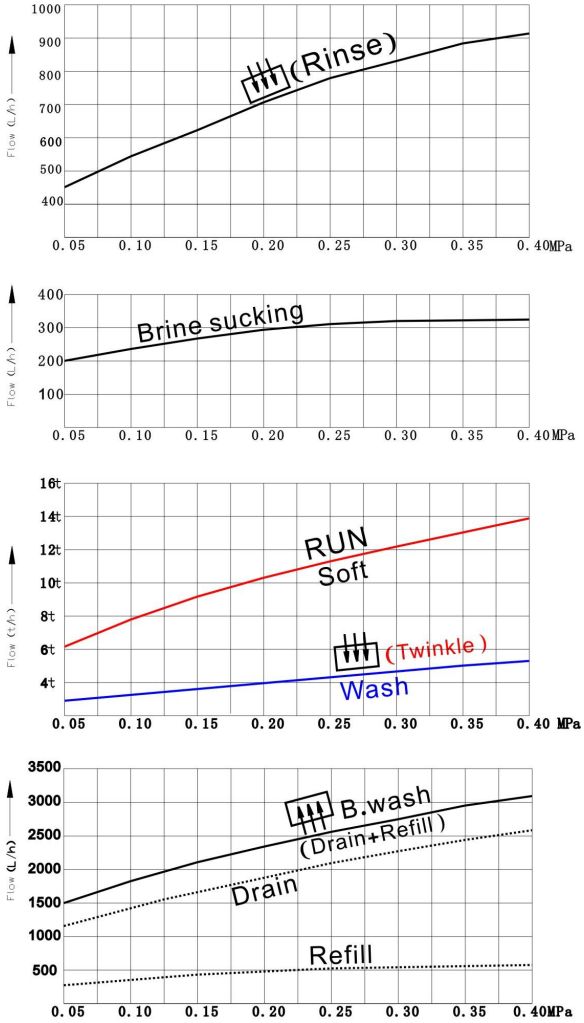 1000
900
(Rinse)
800
700
600
500
400
Flow (L/h)
0.05 0.10 0.15 0.20 0.25 0.30 0.35 0.40MPa
400
Brine sucking
300
200
100
Flow (L/h)
0.05 0.10 0.15 0.20 0.25 0.30 0.35 0.40MPa
16t
14t
RUN
12t
Soft
10t
8t
6t
(Twinkle)
4t
Wash
Flow (t/h)
0.05 0.10 0.15 0.20 0.25 0.30 0.35 0.40 MPa
3500
3000
B.wash
2500
(Drain+Refill)
2000
Drain
1500
1000
Refill
500
Flow (L/h)
0.05 0.10 0.15 0.20 0.25 0.30 0.35 0.40MPa